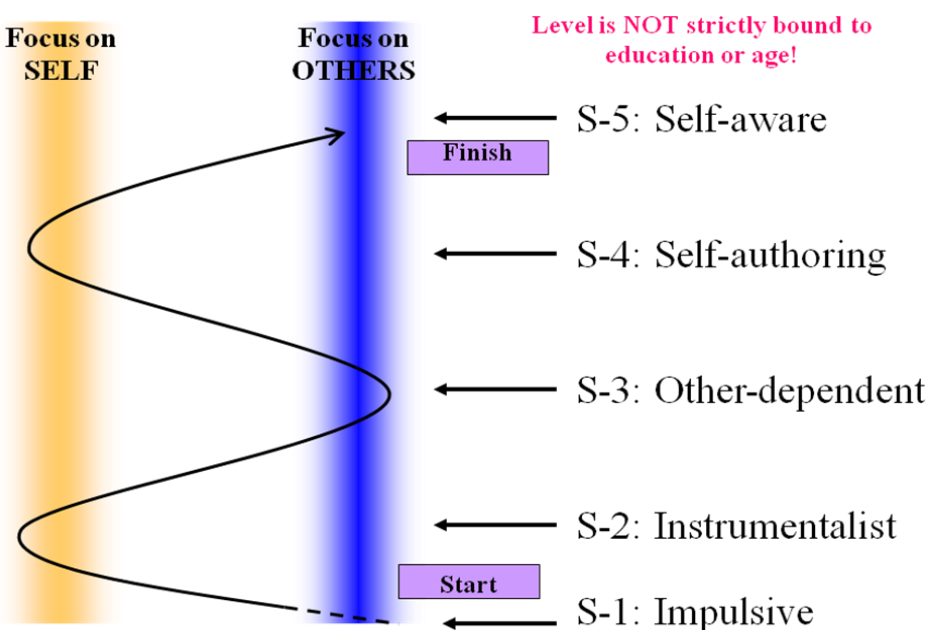 Focus on
SELF
Focus on
OTHERS
Level is NOT strictly bound to
education or age!
S-5: Self-aware
Finish
S-4: Self-authoring
S-3: Other-dependent
S-2: Instrumentalist
Start
S-1: Impulsive